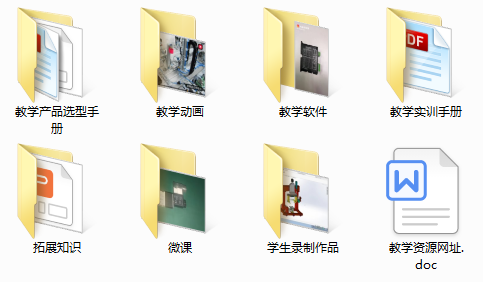 教学产品选型手
册
教学动画
教学软件
PDF
教学实训手册
拓展知识
微课
学生录制作品
W
教学资源网址.
doc